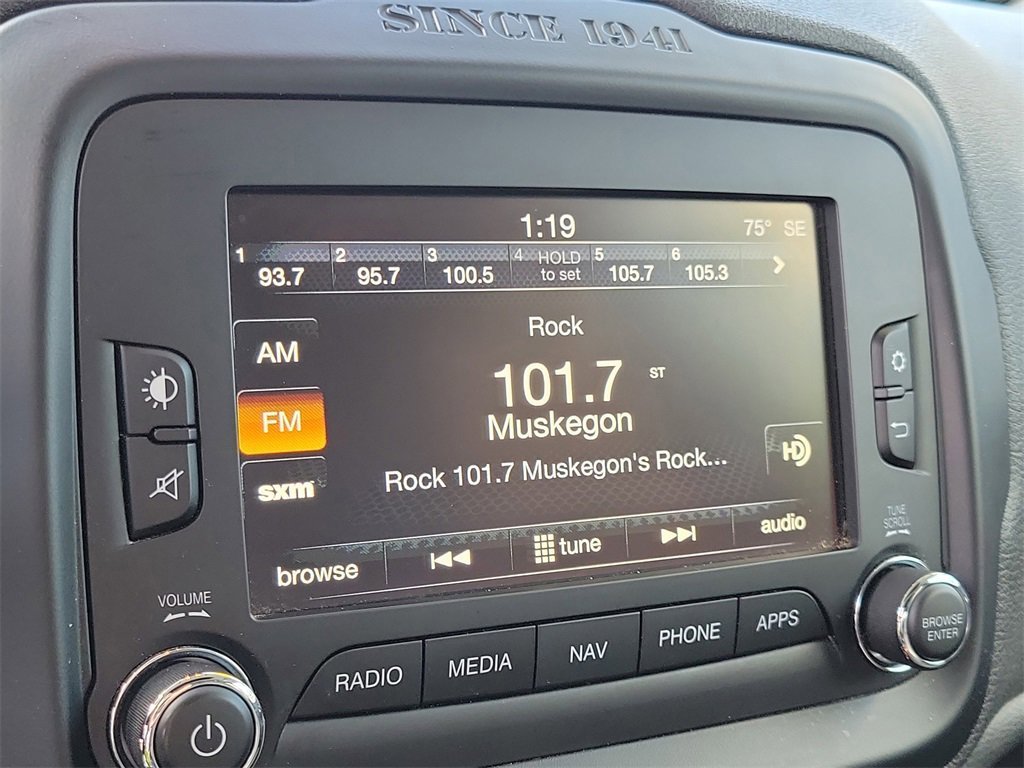 SINCE 1941
1:19
75° SE
1 93.7 2 95.7 3 100.5 4 HOLD to set 5 105.7 6 105.3
Rock
AM
101.7 ST
FM
Muskegon
HD
Rock 101.7 Muskegon's Rock...
sxm
browse tune audio
TUNE
SCROLL
VOLUME
RADIO MEDIA NAV PHONE APPS
BROWSE
ENTER